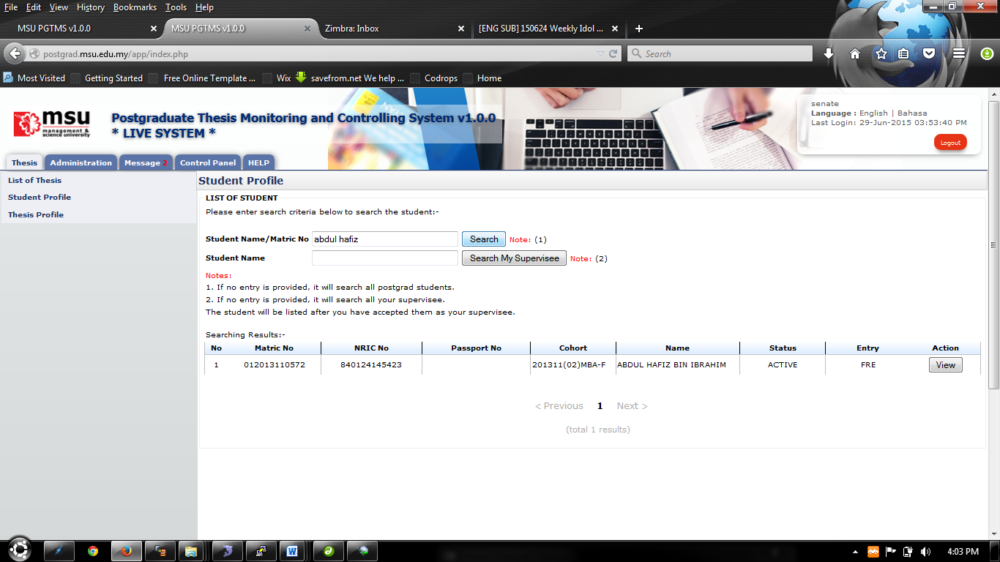 File Edit View History Bookmarks Tools Help
MSU PGTMS v1.0.0 MSU PGTMS v1.0.0 Zimbra: Inbox [ENG SUB] 150624 Weekly Idol ...
postgrad.msu.edu.my/app/index.php Search
Most Visited Getting Started Free Online Template ... Wix savefrom.net We help ... Codrops Home
msu
management &
science university
Postgraduate Thesis Monitoring and Controlling System v1.0.0
* LIVE SYSTEM *
senate
Language : English | Bahasa
Last Login: 29-Jun-2015 03:53:40 PM
Logout
Thesis Administration Message 2 Control Panel HELP
List of Thesis
Student Profile
Thesis Profile
Student Profile
LIST OF STUDENT
Please enter search criteria below to search the student:-
Student Name/Matric No abdul hafiz Search Note: (1)
Student Name Search My Supervisee Note: (2)
Notes:
1. If no entry is provided, it will search all postgrad students.
2. If no entry is provided, it will search all your supervisee.
The student will be listed after you have accepted them as your supervisee.
Searching Results:-
No Matric No NRIC No Passport No Cohort Name Status Entry Action
1 012013110572 840124145423 201311(02)MBA-F ABDUL HAFIZ BIN IBRAHIM ACTIVE FRE View
< Previous 1 Next >
(total 1 results)
4:03 PM